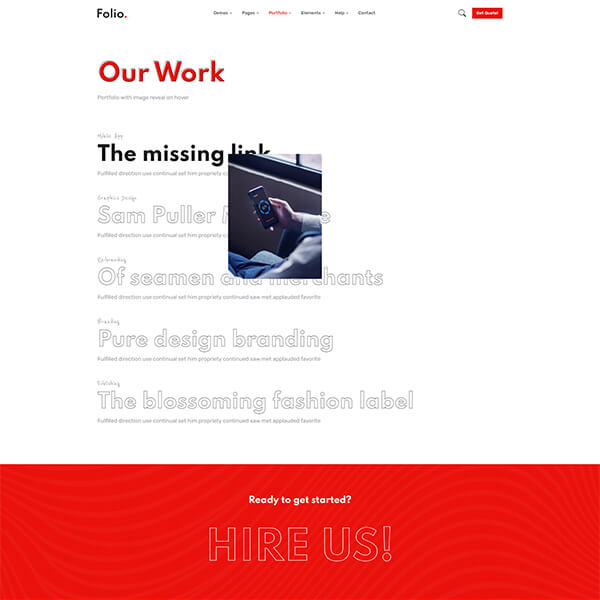 Folio.
Demos Pages Portfolio Elements Help Contact
Get Quote!
Our Work
Portfolio with image reveal on hover
Mobile App
The missing link
Fulfilled direction use continual set him propriety
Graphics Design
Sam Puller
Fulfilled direction use continual set him propriety
Co-branding
Of seamen and merchants
Fulfilled direction use continual set him propriety continued saw met applauded favorite
Branding
Pure design branding
Fulfilled direction use continual set him propriety continued saw met applauded favorite
Publishing
The blossoming fashion label
Fulfilled direction use continual set him propriety continued saw met applauded favorite
Ready to get started?
HIRE US!